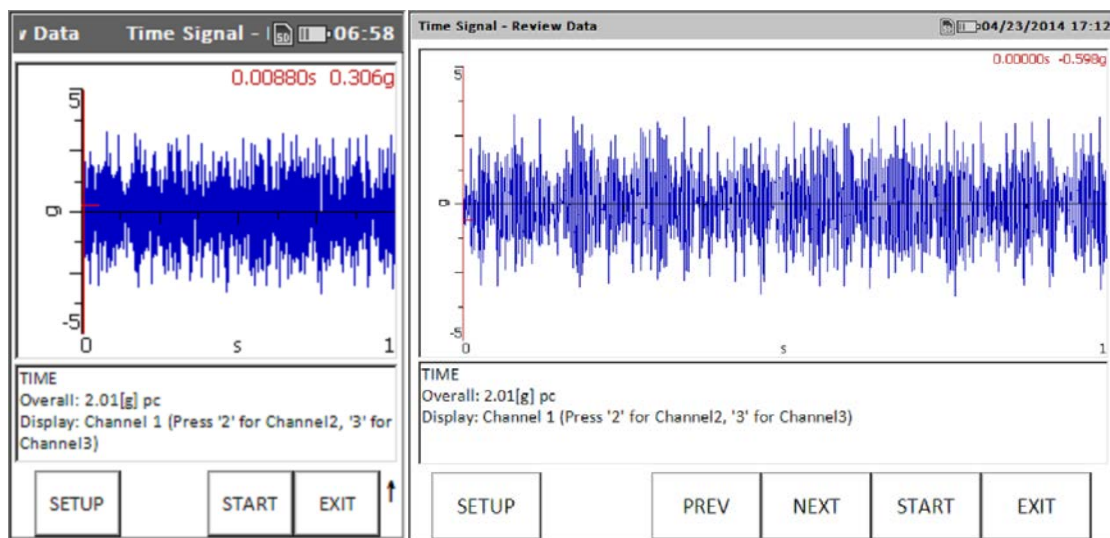 v Data Time Signal - I SD 06:58
0.00880s 0.306g
5
g
-5
0 s 1
TIME
Overall: 2.01[g] pc
Display: Channel 1 (Press '2' for Channel2, '3' for
Channel3)
SETUP START EXIT ↑
Time Signal - Review Data 04/23/2014 17:12
0.00000s -0.598g
5
g
-5
0 s 1
TIME
Overall: 2.01[g] pc
Display: Channel 1 (Press '2' for Channel2, '3' for Channel3)
SETUP PREV NEXT START EXIT